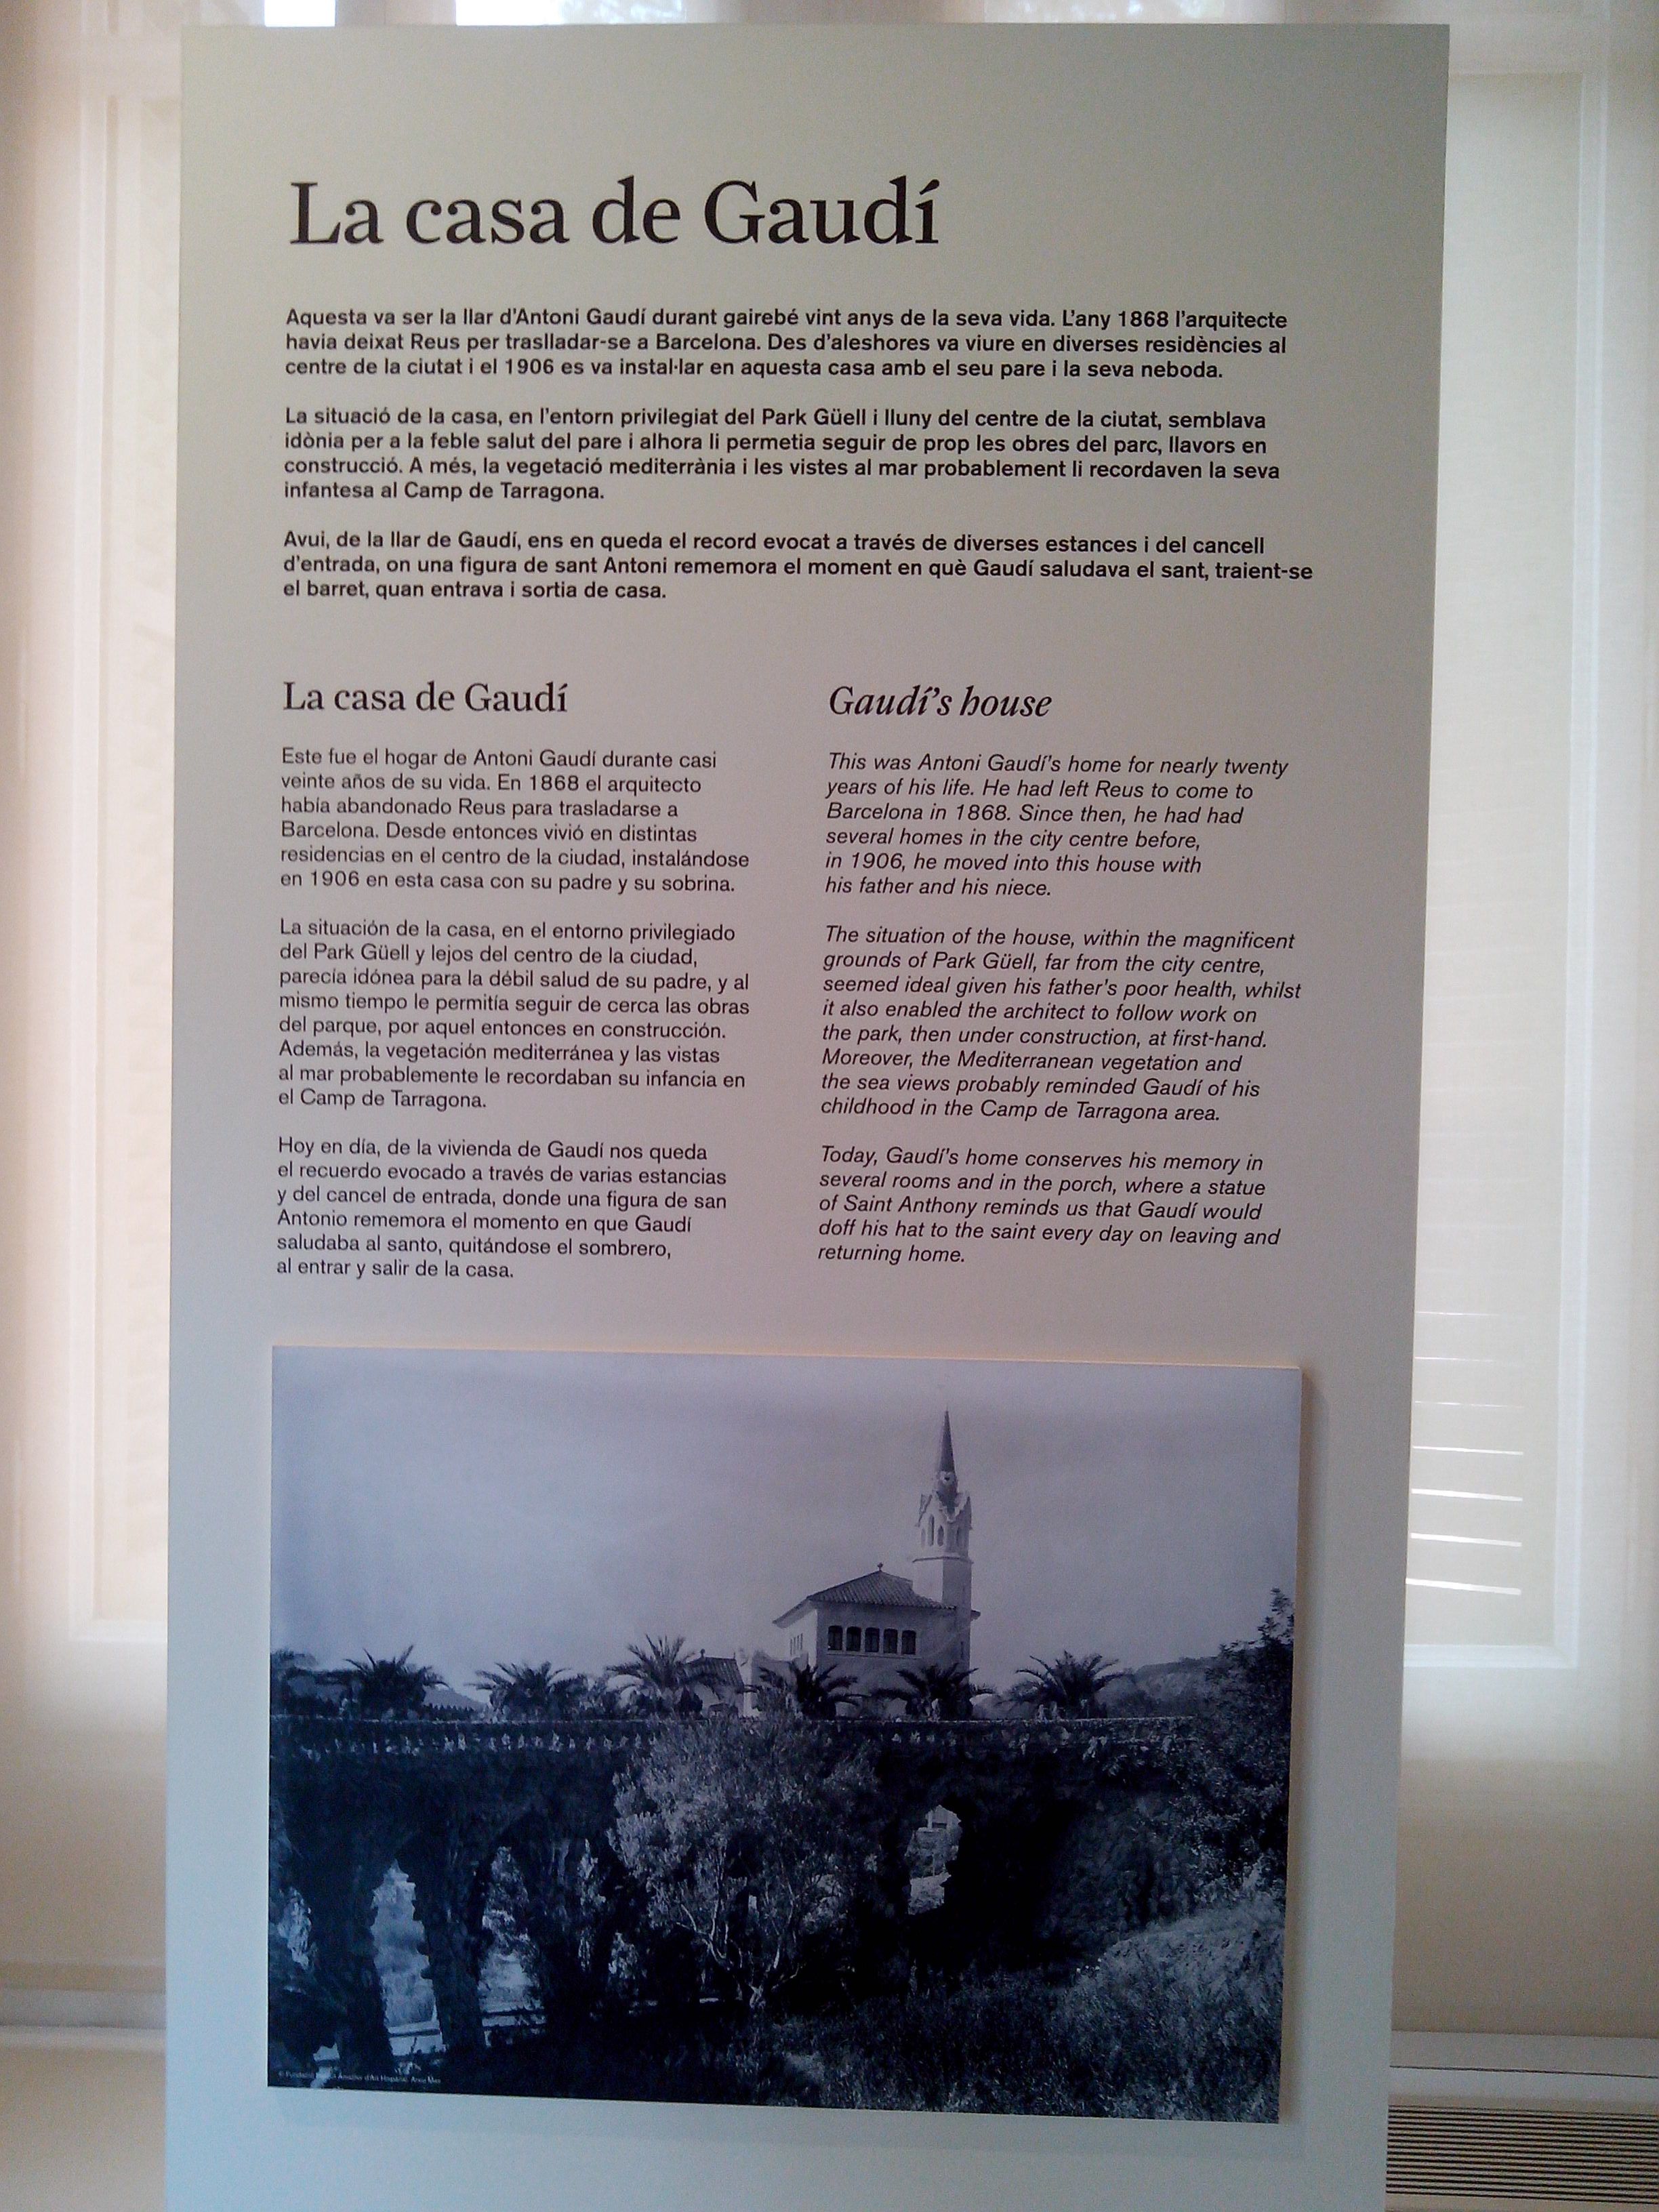 La casa de Gaudí
Aquesta va ser la llar d'Antoni Gaudí durant gairebé vint anys de la seva vida. L'any 1868 l'arquitecte
havia deixat Reus per traslladar-se a Barcelona. Des d'aleshores va viure en diverses residències al
centre de la ciutat i el 1906 es va instal·lar en aquesta casa amb el seu pare i la seva neboda.
La situació de la casa, en l'entorn privilegiat del Park Güell i lluny del centre de la ciutat, semblava
idònia per a la feble salut del pare i alhora li permetia seguir de prop les obres del parc, llavors en
construcció. A més, la vegetació mediterrània i les vistes al mar probablement li recordaven la seva
infantesa al Camp de Tarragona.
Avui, de la llar de Gaudí, ens en queda el record evocat a través de diverses estances i del cancell
d'entrada, on una figura de sant Antoni rememora el moment en què Gaudí saludava el sant, traient-se
el barret, quan entrava i sortia de casa.
La casa de Gaudí
Este fue el hogar de Antoni Gaudí durante casi
veinte años de su vida. En 1868 el arquitecto
había abandonado Reus para trasladarse a
Barcelona. Desde entonces vivió en distintas
residencias en el centro de la ciudad, instalándose
en 1906 en esta casa con su padre y su sobrina.
La situación de la casa, en el entorno privilegiado
del Park Güell y lejos del centro de la ciudad,
parecía idónea para la débil salud de su padre, y al
mismo tiempo le permitía seguir de cerca las obras
del parque, por aquel entonces en construcción.
Además, la vegetación mediterránea y las vistas
al mar probablemente le recordaban su infancia en
el Camp de Tarragona.
Hoy en día, de la vivienda de Gaudí nos queda
el recuerdo evocado a través de varias estancias
y del cancel de entrada, donde una figura de san
Antonio rememora el momento en que Gaudí
saludaba al santo, quitándose el sombrero,
al entrar y salir de la casa.
Gaudí's house
This was Antoni Gaudí's home for nearly twenty
years of his life. He had left Reus to come to
Barcelona in 1868. Since then, he had had
several homes in the city centre before,
in 1906, he moved into this house with
his father and his niece.
The situation of the house, within the magnificent
grounds of Park Güell, far from the city centre,
seemed ideal given his father's poor health, whilst
it also enabled the architect to follow work on
the park, then under construction, at first-hand.
Moreover, the Mediterranean vegetation and
the sea views probably reminded Gaudí of his
childhood in the Camp de Tarragona area.
Today, Gaudí's home conserves his memory in
several rooms and in the porch, where a statue
of Saint Anthony reminds us that Gaudí would
doff his hat to the saint every day on leaving and
returning home.
© Fundació Amatller d'Art Hispànic. Arxiu Mas